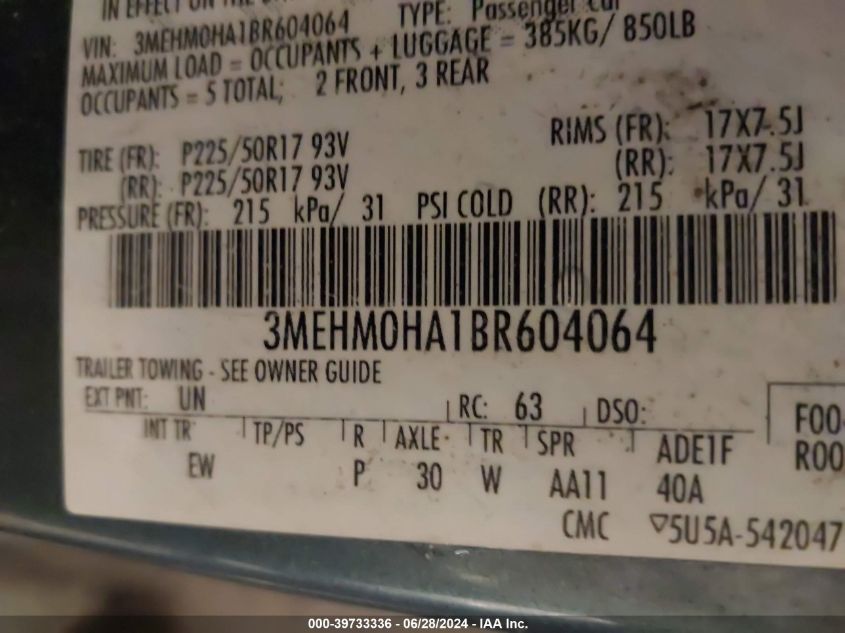 IN EFFECT ON THE
VIN: 3MEHM0HA1BR604064 TYPE: Passenger Car
MAXIMUM LOAD = OCCUPANTS + LUGGAGE = 385KG/ 850LB
OCCUPANTS = 5 TOTAL; 2 FRONT, 3 REAR
TIRE (FR): P225/50R17 93V RIMS (FR): 17X7.5J
(RR): P225/50R17 93V (RR): 17X7.5J
PRESSURE (FR): 215 kPa/ 31 PSI COLD (RR): 215 kPa/ 31
3MEHM0HA1BR604064
TRAILER TOWING - SEE OWNER GUIDE
EXT PNT: UN RC: 63 DSO: F00
INT TR TP/PS R AXLE TR SPR ADE1F R00
EW P 30 W AA11 40A
CMC ▽5U5A-542047
000-39733336 - 06/28/2024 - IAA Inc.